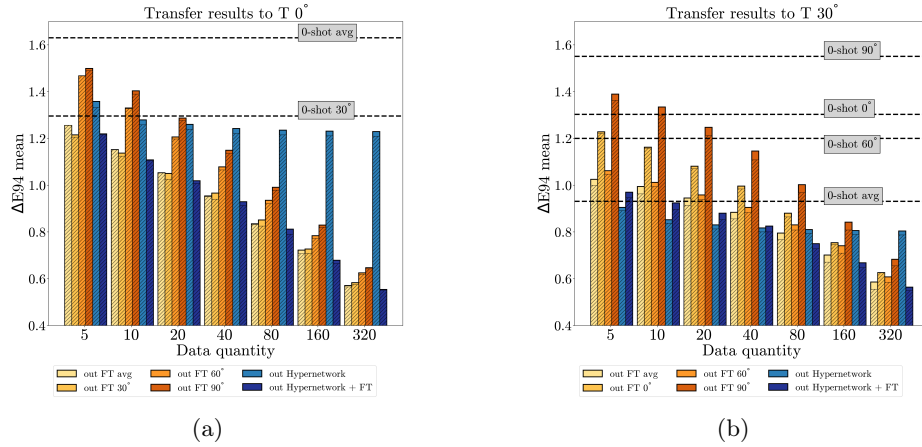 Transfer results to T 0°
ΔE94 mean
1.6
1.4
1.2
1.0
0.8
0.6
0.4
0-shot avg
0-shot 30°
5 10 20 40 80 160 320
Data quantity
out FT avg out FT 60° out Hypernetwork
out FT 30° out FT 90° out Hypernetwork + FT
(a)
Transfer results to T 30°
ΔE94 mean
1.6
1.4
1.2
1.0
0.8
0.6
0.4
0-shot 90°
0-shot 0°
0-shot 60°
0-shot avg
5 10 20 40 80 160 320
Data quantity
out FT avg out FT 60° out Hypernetwork
out FT 0° out FT 90° out Hypernetwork + FT
(b)